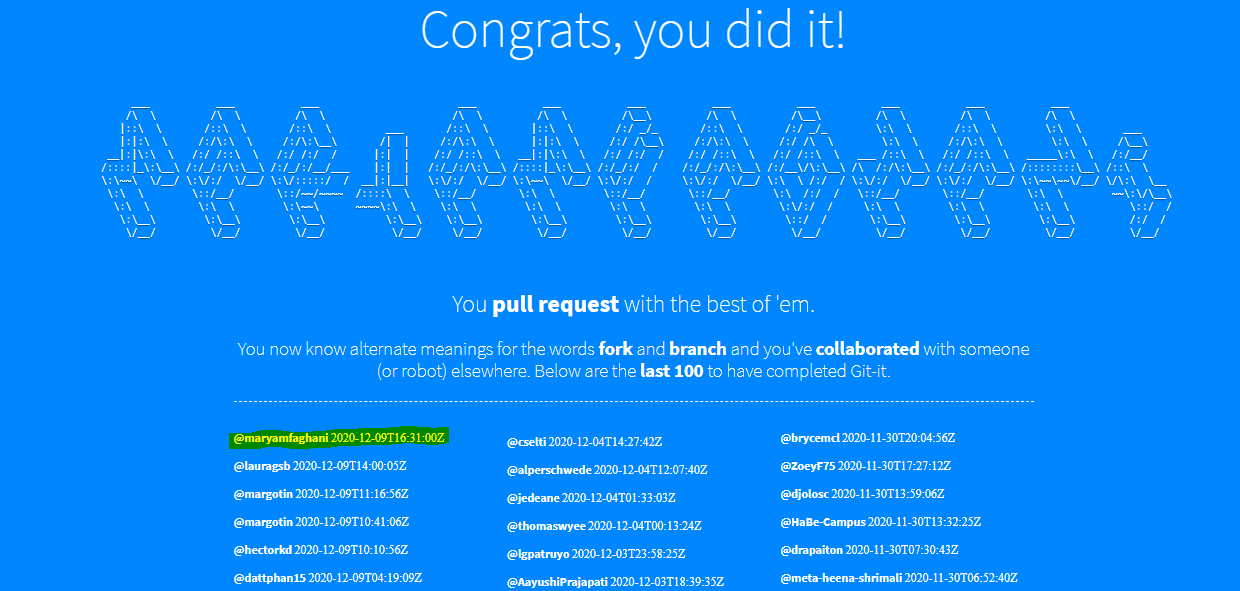 Congrats, you did it!
You pull request with the best of 'em.
You now know alternate meanings for the words fork and branch and you've collaborated with someone
(or robot) elsewhere. Below are the last 100 to have completed Git-it.
@maryamfaghani 2020-12-09T16:31:00Z
@lauragsb 2020-12-09T14:00:05Z
@margotin 2020-12-09T11:16:56Z
@margotin 2020-12-09T10:41:06Z
@hectorkd 2020-12-09T10:10:56Z
@dattphan15 2020-12-09T04:19:09Z
@cselti 2020-12-04T14:27:42Z
@alperschwede 2020-12-04T12:07:40Z
@jedeane 2020-12-04T01:33:03Z
@thomaswyee 2020-12-04T00:13:24Z
@lgpatruyo 2020-12-03T23:58:25Z
@AayushiPrajapati 2020-12-03T18:39:35Z
@brycemcl 2020-11-30T20:04:56Z
@ZoeyF75 2020-11-30T17:27:12Z
@djolosc 2020-11-30T13:59:06Z
@HaBe-Campus 2020-11-30T13:32:25Z
@drapaiton 2020-11-30T07:30:43Z
@meta-heena-shrimali 2020-11-30T06:52:40Z